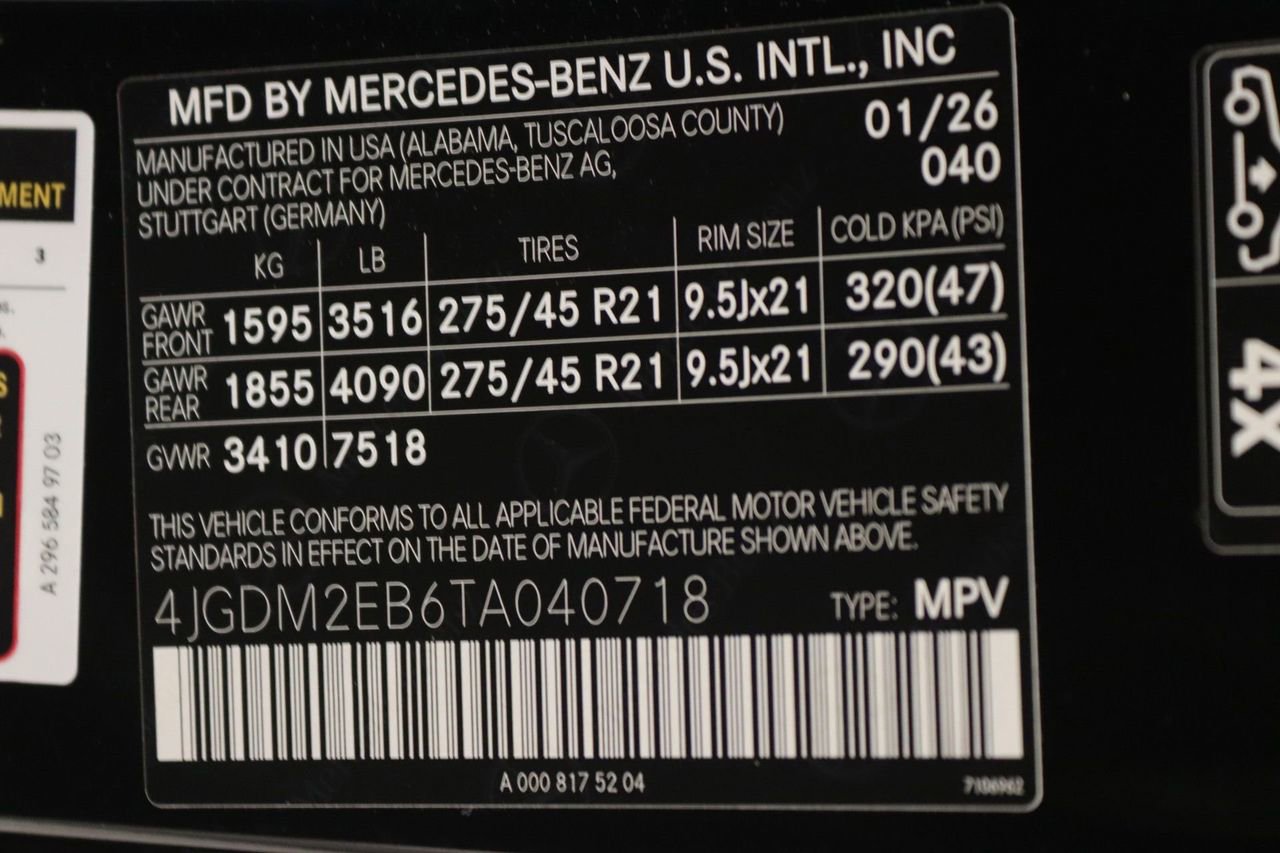 MFD BY MERCEDES-BENZ U.S. INTL., INC
MANUFACTURED IN USA (ALABAMA, TUSCALOOSA COUNTY) 01/26
UNDER CONTRACT FOR MERCEDES-BENZ AG, 040
STUTTGART (GERMANY)
KG LB TIRES RIM SIZE COLD KPA (PSI)
GAWR FRONT 1595 3516 275/45 R21 9.5Jx21 320(47)
GAWR REAR 1855 4090 275/45 R21 9.5Jx21 290(43)
GVWR 3410 7518
THIS VEHICLE CONFORMS TO ALL APPLICABLE FEDERAL MOTOR VEHICLE SAFETY
STANDARDS IN EFFECT ON THE DATE OF MANUFACTURE SHOWN ABOVE.
4JGDM2EB6TA040718 TYPE: MPV
A 000 817 52 04 7106962
MENT
3
A 296 584 97 03
4x